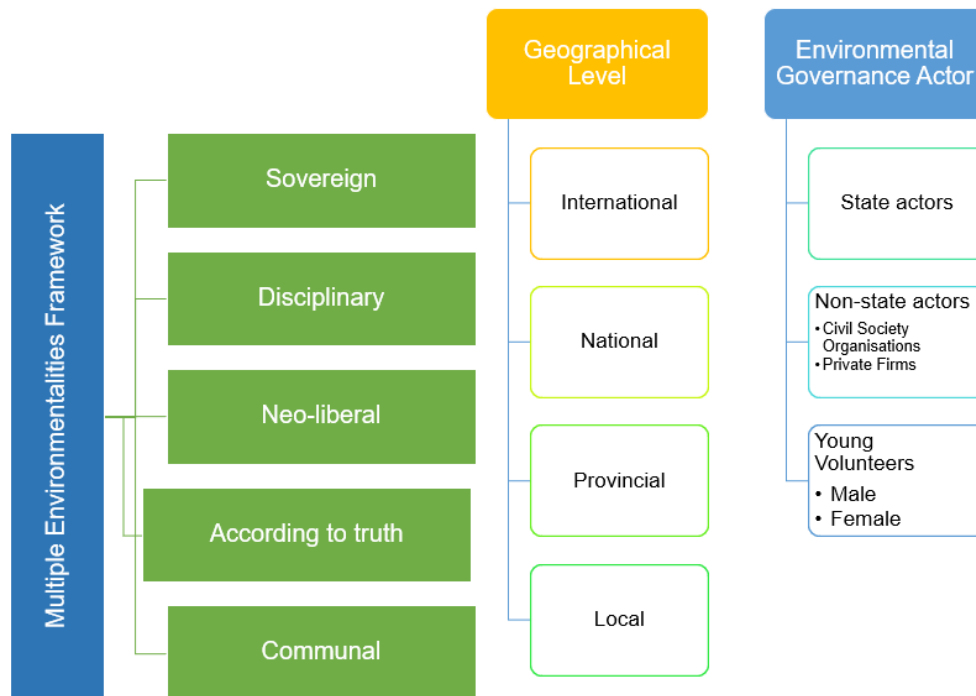 Multiple Environmentalities Framework
Sovereign
Disciplinary
Neo-liberal
According to truth
Communal
Geographical
Level
International
National
Provincial
Local
Environmental
Governance Actor
State actors
Non-state actors
• Civil Society
Organisations
• Private Firms
Young
Volunteers
• Male
• Female